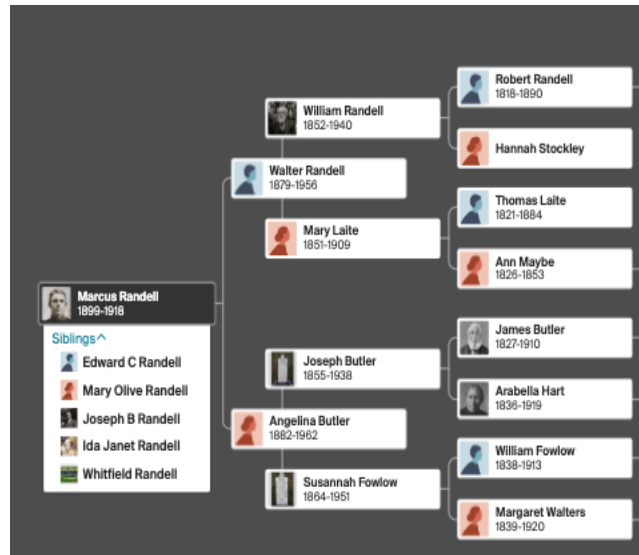 Robert Randell
1818-1890
William Randell
1852-1940
Hannah Stockley
Walter Randell
1879-1956
Thomas Laite
1821-1884
Mary Laite
1851-1909
Ann Maybe
1826-1853
Marcus Randell
1899-1918
Siblings^
Edward C Randell
Mary Olive Randell
Joseph B Randell
Ida Janet Randell
Whitfield Randell
James Butler
1827-1910
Joseph Butler
1855-1938
Arabella Hart
1836-1919
Angelina Butler
1882-1962
William Fowlow
1838-1913
Susannah Fowlow
1864-1951
Margaret Walters
1839-1920